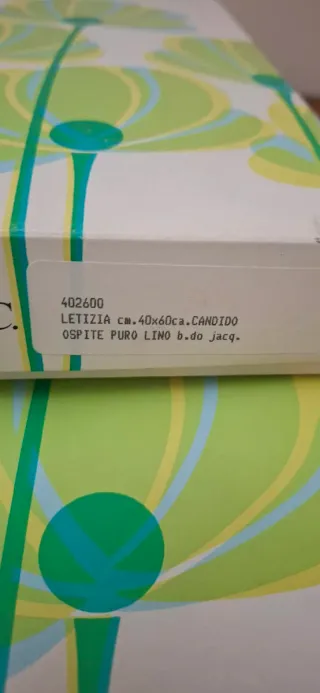 C.
402600
LETIZIA cm.40x60ca.CANDIDO
OSPITE PURO LINO b.do jacq.